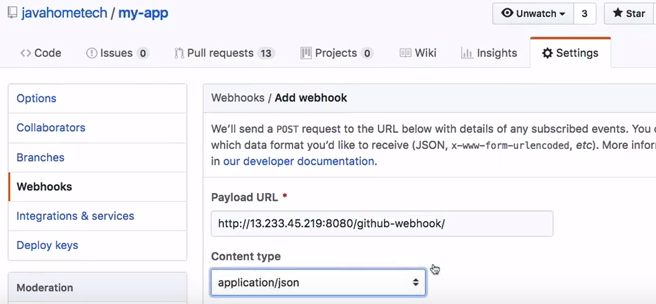 javahometech / my-app
Unwatch 3 Star
Code Issues 0 Pull requests 13 Projects 0 Wiki Insights Settings
Options
Collaborators
Branches
Webhooks
Integrations & services
Deploy keys
Moderation
Webhooks / Add webhook
We'll send a POST request to the URL below with details of any subscribed events. You
which data format you'd like to receive (JSON, x-www-form-urlencoded, etc). More
in our developer documentation.
Payload URL *
http://13.233.45.219:8080/github-webhook/
Content type
application/json